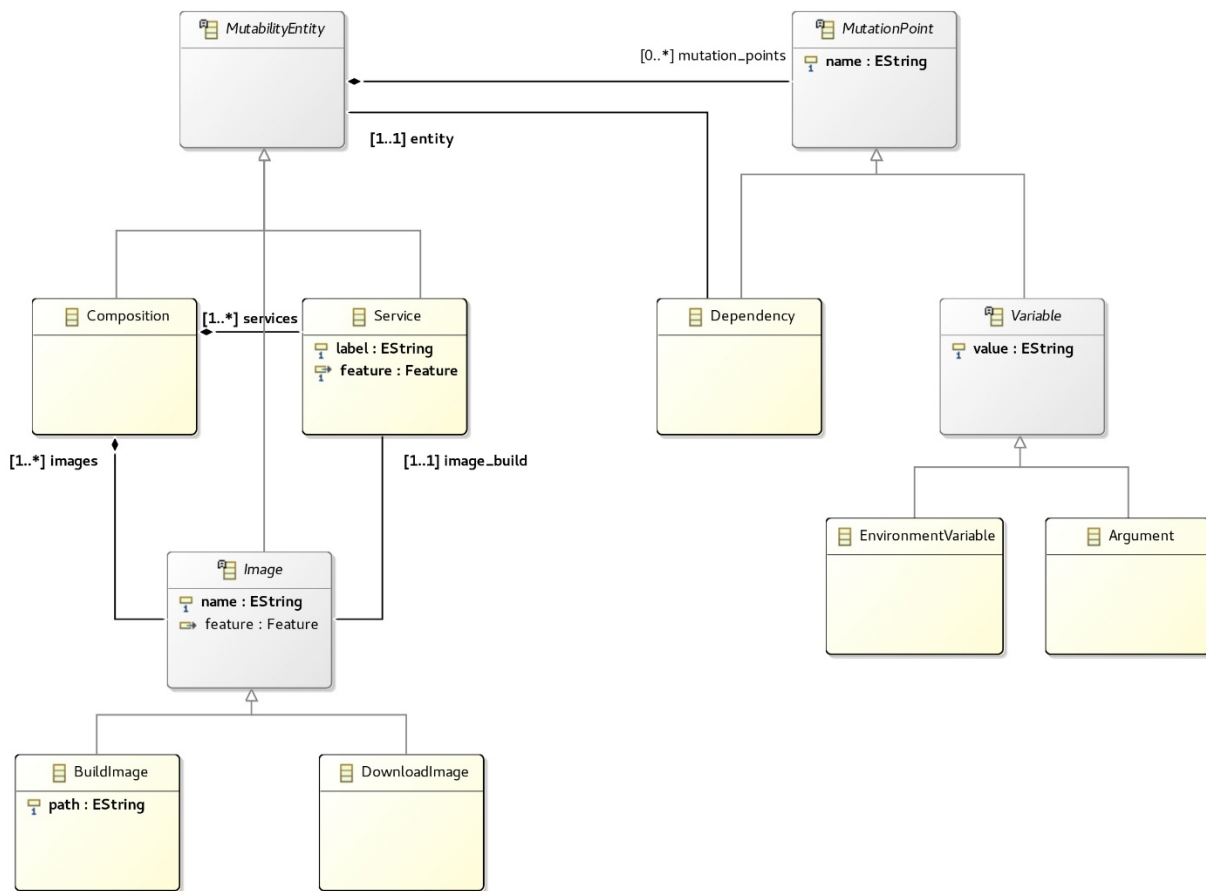 MutabilityEntity
MutationPoint
[0..*] mutation_points
name : EString
[1..1] entity
Composition
[1..*] services
Service
label : EString
feature : Feature
Dependency
Variable
value : EString
[1..*] images
[1..1] image_build
EnvironmentVariable
Argument
Image
name : EString
feature : Feature
BuildImage
path : EString
DownloadImage